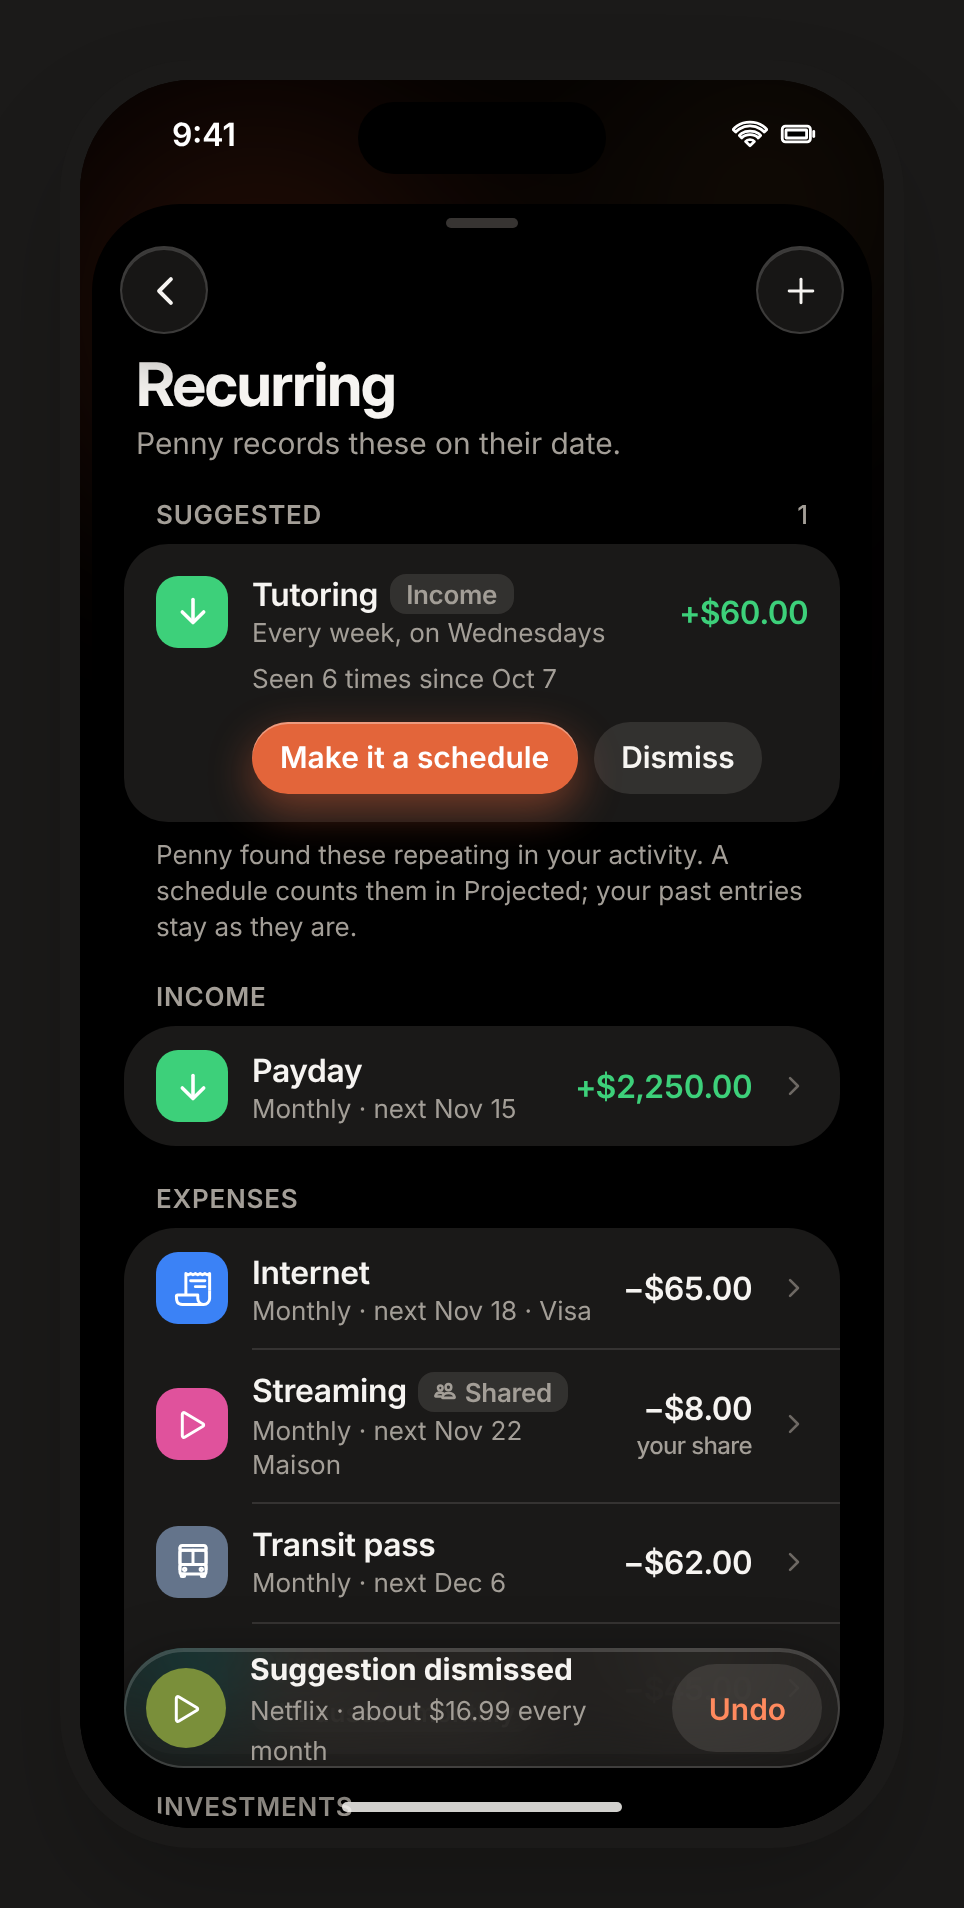 9:41
Recurring
Penny records these on their date.
SUGGESTED 1
Tutoring Income
+$60.00
Every week, on Wednesdays
Seen 6 times since Oct 7
Make it a schedule Dismiss
Penny found these repeating in your activity. A
schedule counts them in Projected; your past entries
stay as they are.
INCOME
Payday
+$2,250.00
Monthly · next Nov 15
EXPENSES
Internet
−$65.00
Monthly · next Nov 18 · Visa
Streaming Shared
−$8.00
Monthly · next Nov 22
your share
Maison
Transit pass
−$62.00
Monthly · next Dec 6
Suggestion dismissed
Netflix · about $16.99 every
month
Undo
INVESTMENTS